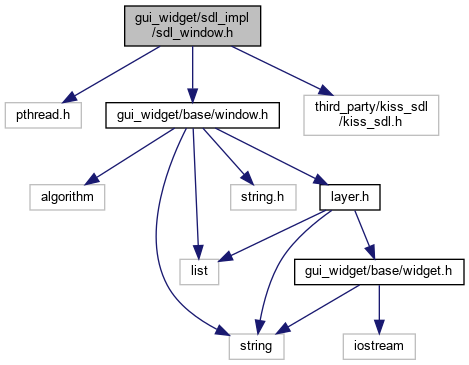 gui_widget/sdl_impl
/sdl_window.h
pthread.h
gui_widget/base/window.h
third_party/kiss_sdl
/kiss_sdl.h
algorithm
string.h
layer.h
list
gui_widget/base/widget.h
string
iostream